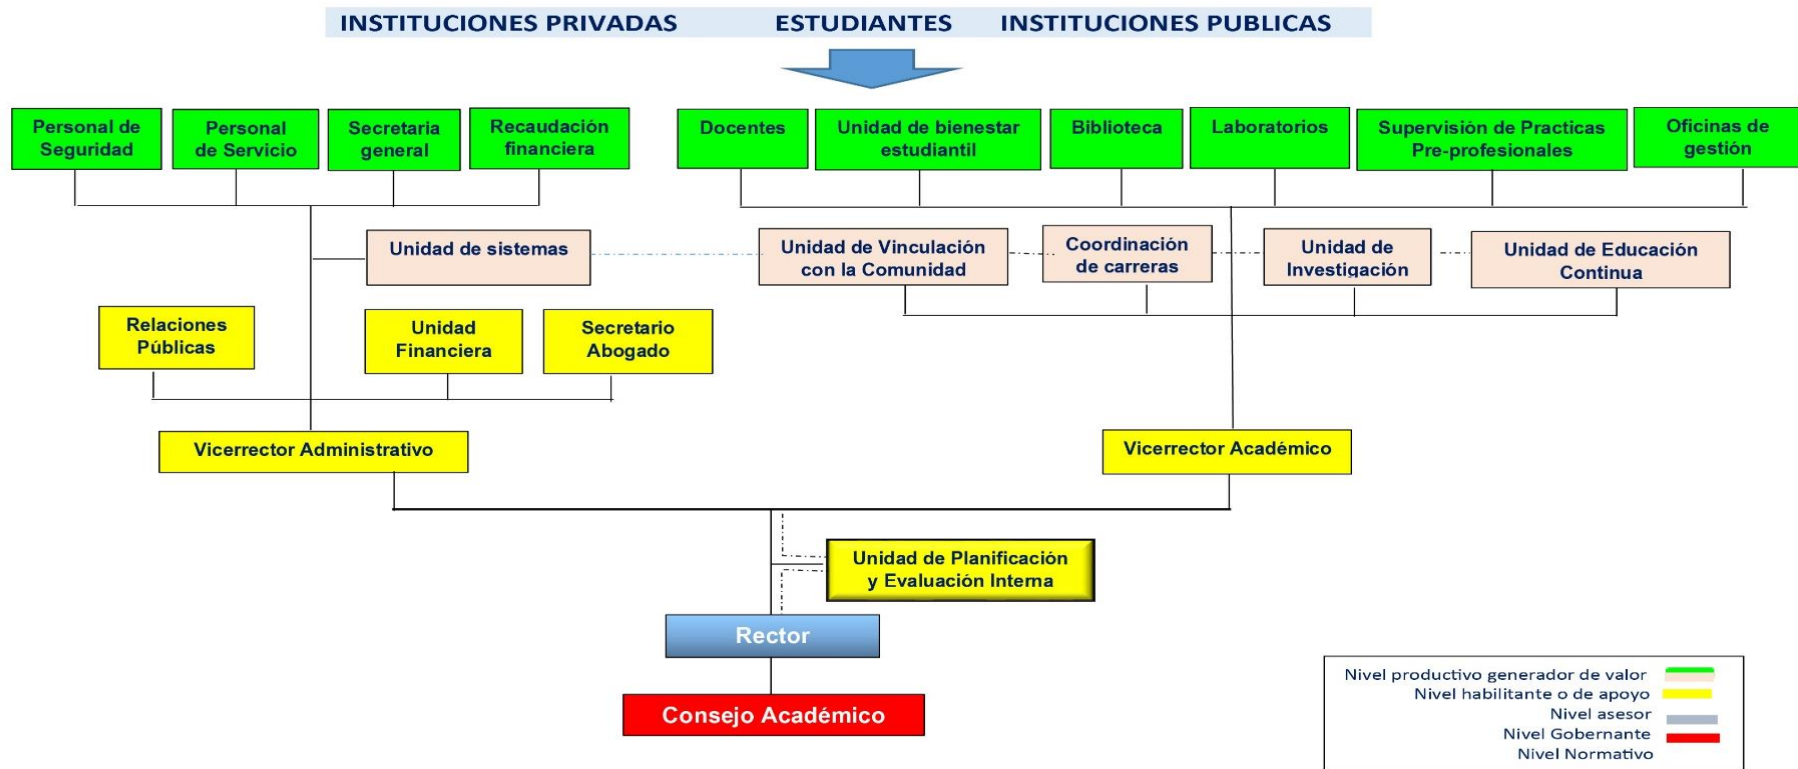 INSTITUCIONES PRIVADAS ESTUDIANTES INSTITUCIONES PUBLICAS
Personal de
Seguridad
Personal
de Servicio
Secretaria
general
Recaudación
financiera
Docentes
Unidad de bienestar
estudiantil
Biblioteca
Laboratorios
Supervisión de Practicas
Pre-profesionales
Oficinas de
gestión
Unidad de sistemas
Unidad de Vinculación
con la Comunidad
Coordinación
de carreras
Unidad de
Investigación
Unidad de Educación
Continua
Relaciones
Públicas
Unidad
Financiera
Secretario
Abogado
Vicerrector Administrativo
Vicerrector Académico
Unidad de Planificación
y Evaluación Interna
Rector
Consejo Académico
Nivel productivo generador de valor
Nivel habilitante o de apoyo
Nivel asesor
Nivel Gobernante
Nivel Normativo